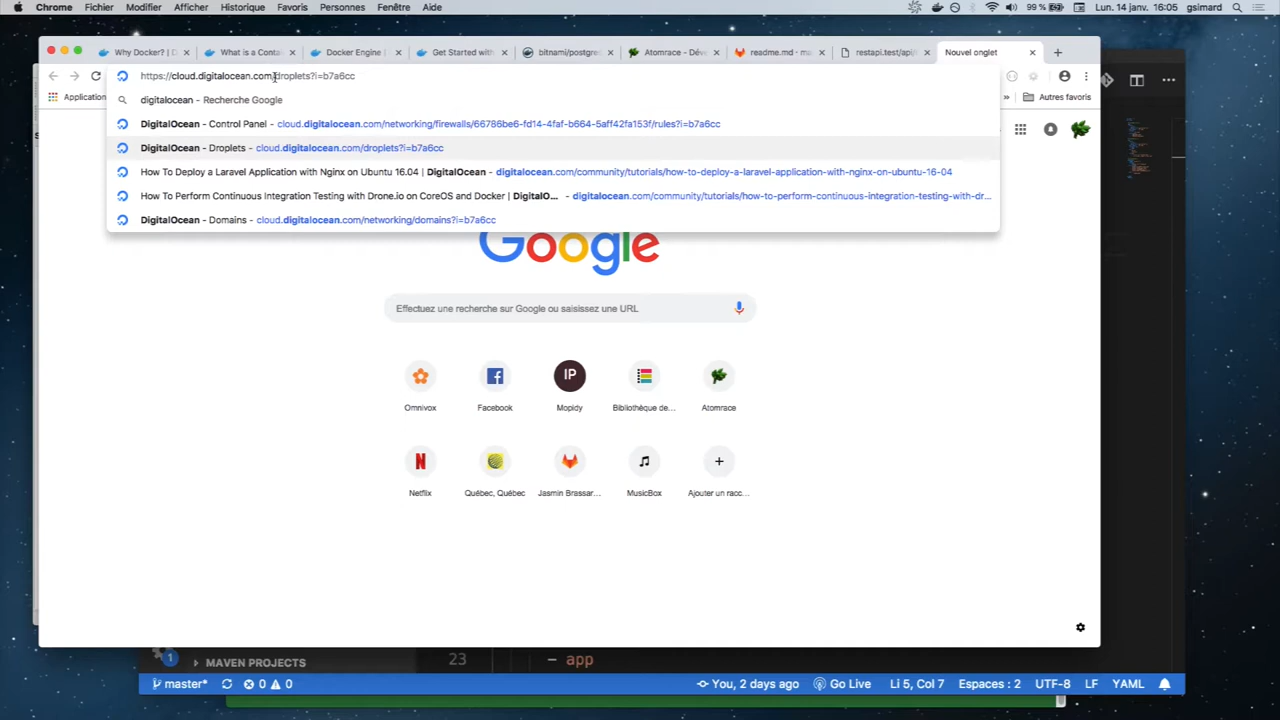 Chrome Fichier Modifier Afficher Historique Favoris Personnes Fenêtre Aide 99 % Lun. 14 janv. 16:05 gsimard
Why Docker? | D What is a Conta Docker Engine | Get Started with bitnami/postgre Atomrace - Dév readme.md - ma restapi.test/api/ Nouvel onglet
https://cloud.digitalocean.com/droplets?i=b7a6cc
digitalocean - Recherche Google
Application
» Autres favoris
DigitalOcean - Control Panel - cloud.digitalocean.com/networking/firewalls/66786be6-fd14-4faf-b664-5aff42fa153f/rules?i=b7a6cc
DigitalOcean - Droplets - cloud.digitalocean.com/droplets?i=b7a6cc
How To Deploy a Laravel Application with Nginx on Ubuntu 16.04 | DigitalOcean - digitalocean.com/community/tutorials/how-to-deploy-a-laravel-application-with-nginx-on-ubuntu-16-04
How To Perform Continuous Integration Testing with Drone.io on CoreOS and Docker | DigitalO... - digitalocean.com/community/tutorials/how-to-perform-continuous-integration-testing-with-dr...
DigitalOcean - Domains - cloud.digitalocean.com/networking/domains?i=b7a6cc
Google
Effectuez une recherche sur Google ou saisissez une URL
IP
Omnivox Facebook Mopidy Bibliothèque de... Atomrace
N
Netflix Québec, Québec Jasmin Brassar... MusicBox Ajouter un racc...
1 MAVEN PROJECTS 23 - app
master* 0 0 You, 2 days ago Go Live Li 5, Col 7 Espaces : 2 UTF-8 LF YAML